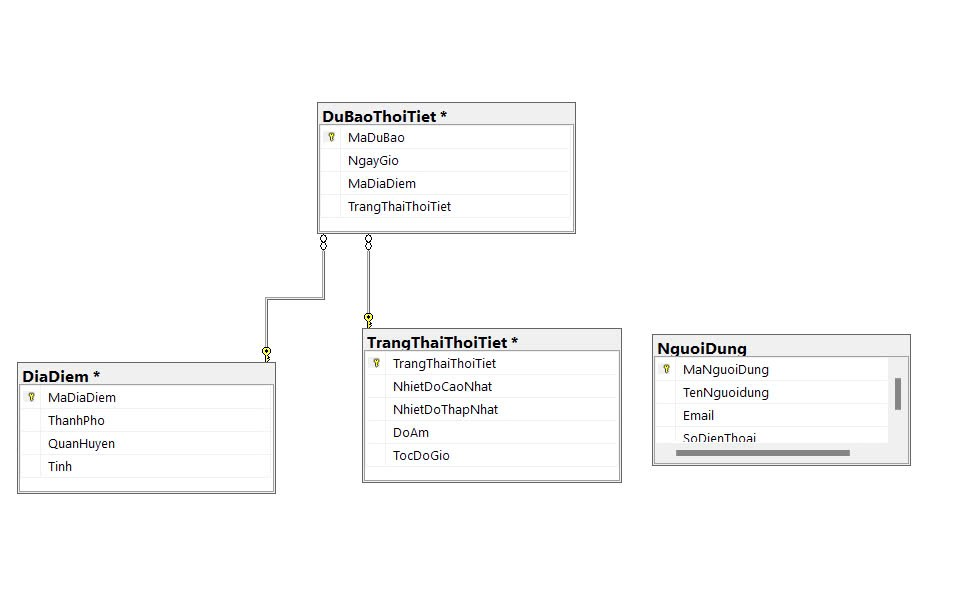 DuBaoThoiTiet *
MaDuBao
NgayGio
MaDiaDiem
TrangThaiThoiTiet
DiaDiem *
MaDiaDiem
ThanhPho
QuanHuyen
Tinh
TrangThaiThoiTiet *
TrangThaiThoiTiet
NhietDoCaoNhat
NhietDoThapNhat
DoAm
TocDoGio
NguoiDung
MaNguoiDung
TenNguoidung
Email
SoDienThoai